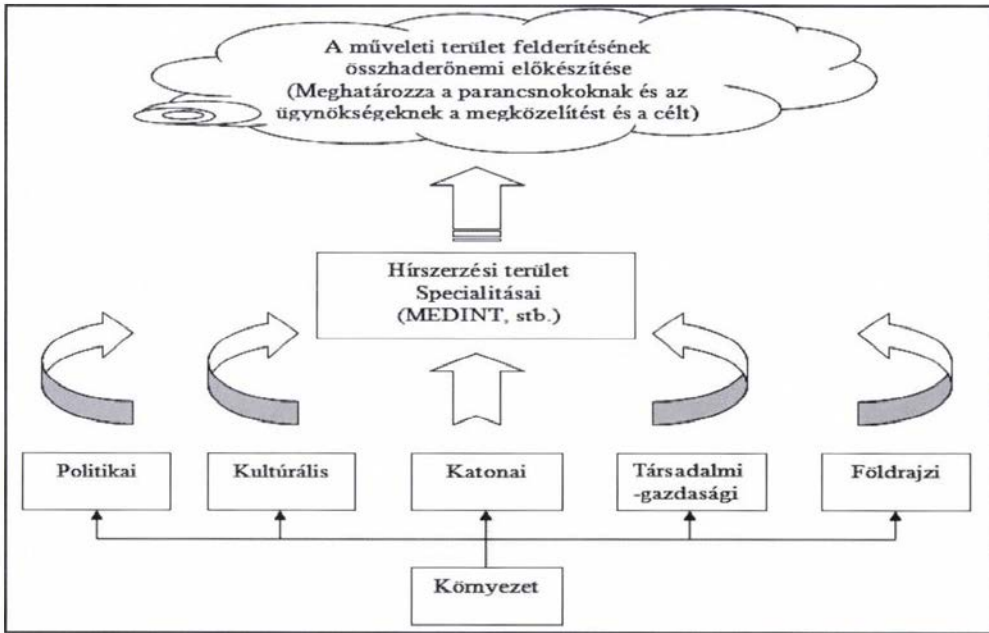 A műveleti terület felderítésének
összhaderőnemi előkészítése
(Meghatározza a parancsnokoknak és az
ügynökségeknek a megközelítést és a célt)
Hírszerzési terület
Specialitásai
(MEDINT, stb.)
Politikai
Kultúrális
Katonai
Társadalmi
-gazdasági
Földrajzi
Környezet